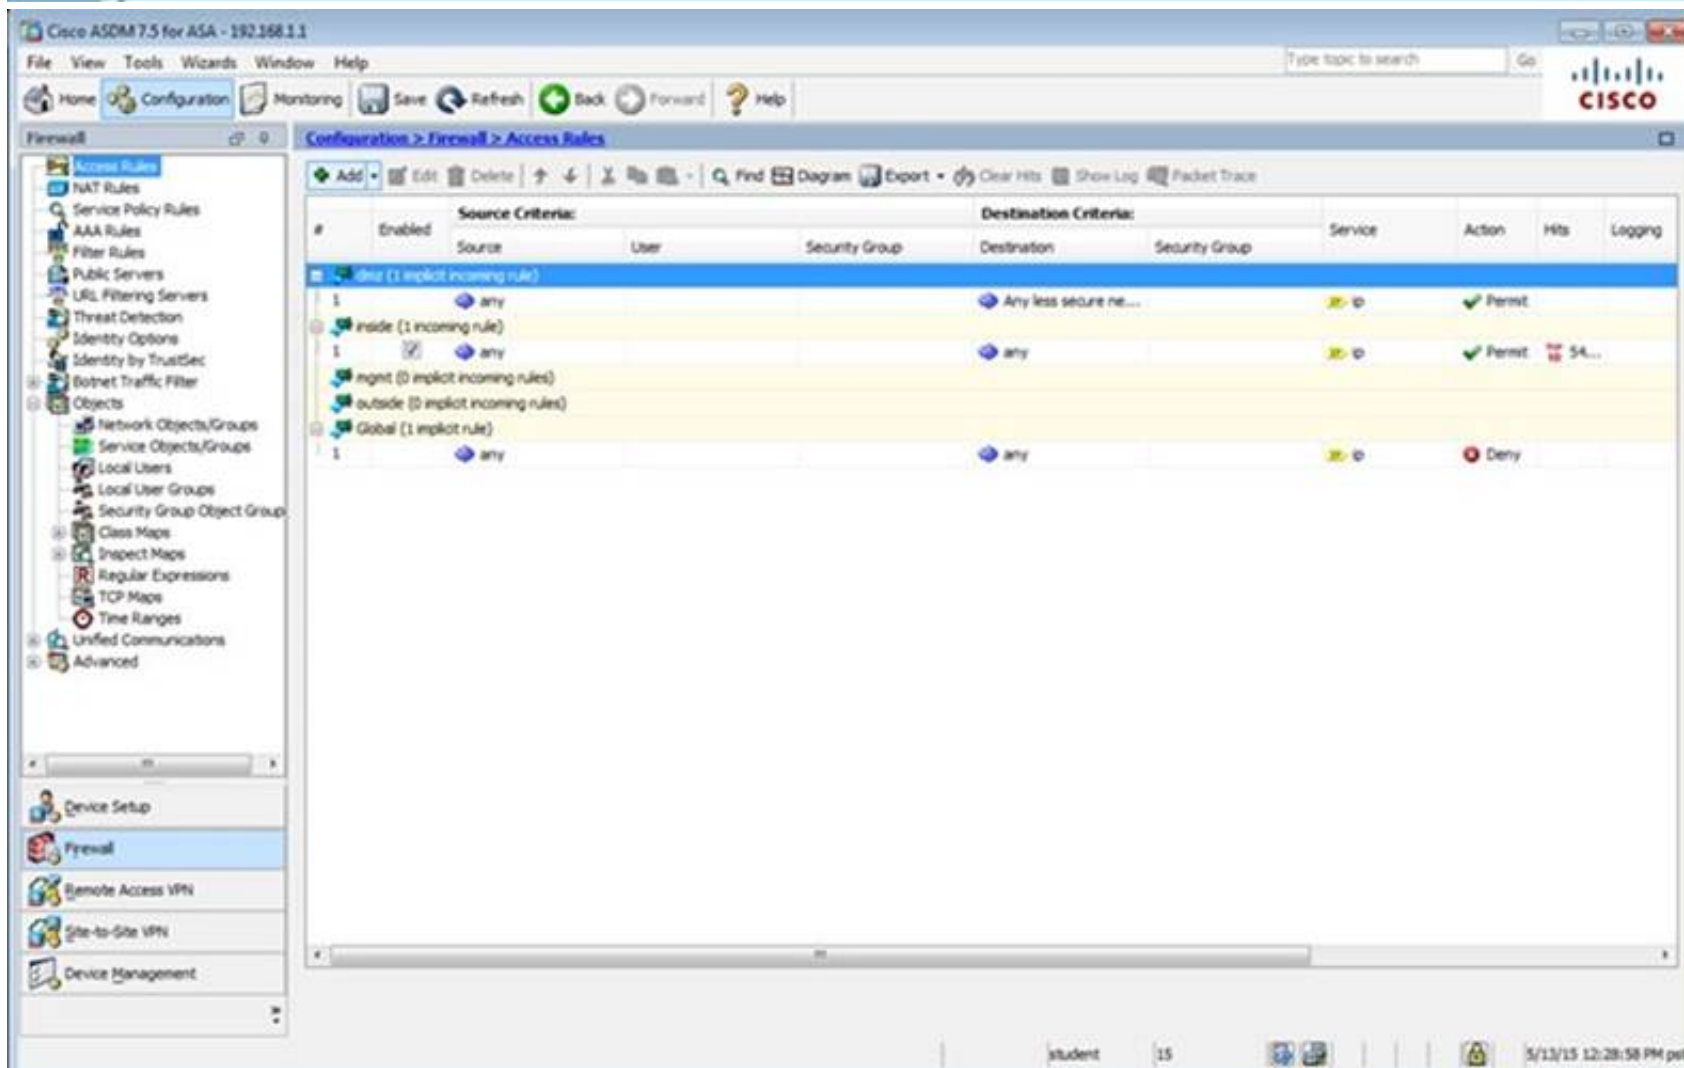 Cisco ASDM 7.5 for ASA - 192.168.1.1
File View Tools Wizards Window Help
Type topic to search Go
Home Configuration Monitoring Save Refresh Back Forward Help
CISCO
Firewall
Configuration > Firewall > Access Rules
Access Rules
NAT Rules
Service Policy Rules
AAA Rules
Filter Rules
Public Servers
URL Filtering Servers
Threat Detection
Identity Options
Identity by TrustSec
Botnet Traffic Filter
Objects
Network Objects/Groups
Service Objects/Groups
Local Users
Local User Groups
Security Group Object Group
Class Maps
Inspect Maps
Regular Expressions
TCP Maps
Time Ranges
Unified Communications
Advanced
Device Setup
Firewall
Remote Access VPN
Site-to-Site VPN
Device Management
Add Edit Delete Find Diagram Export Clear Hits Show Log Packet Trace
# Enabled Source Criteria: Destination Criteria: Service Action Hits Logging
Source User Security Group Destination Security Group
dmz (1 implicit incoming rule)
1 any Any less secure ne... ip Permit
inside (1 incoming rule)
1 any any ip Permit 54...
mgmt (0 implicit incoming rules)
outside (0 implicit incoming rules)
Global (1 implicit rule)
1 any any ip Deny
student 15 5/13/15 12:28:58 PM pst